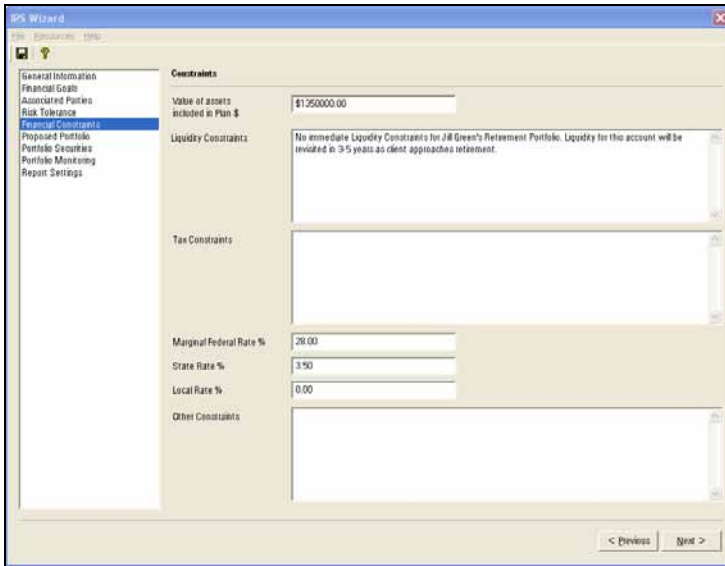 IPS Wizard
File Resources Help
General Information
Financial Goals
Associated Parties
Risk Tolerance
Financial Constraints
Proposed Portfolio
Portfolio Securities
Portfolio Monitoring
Report Settings
Constraints
Value of assets
included in Plan $
$1350000.00
Liquidity Constraints
No immediate Liquidity Constraints for Jill Green's Retirement Portfolio. Liquidity for this account will be
revisited in 3-5 years as client approaches retirement.
Tax Constraints
Marginal Federal Rate %
28.00
State Rate %
3.50
Local Rate %
0.00
Other Constraints
< Previous
Next >